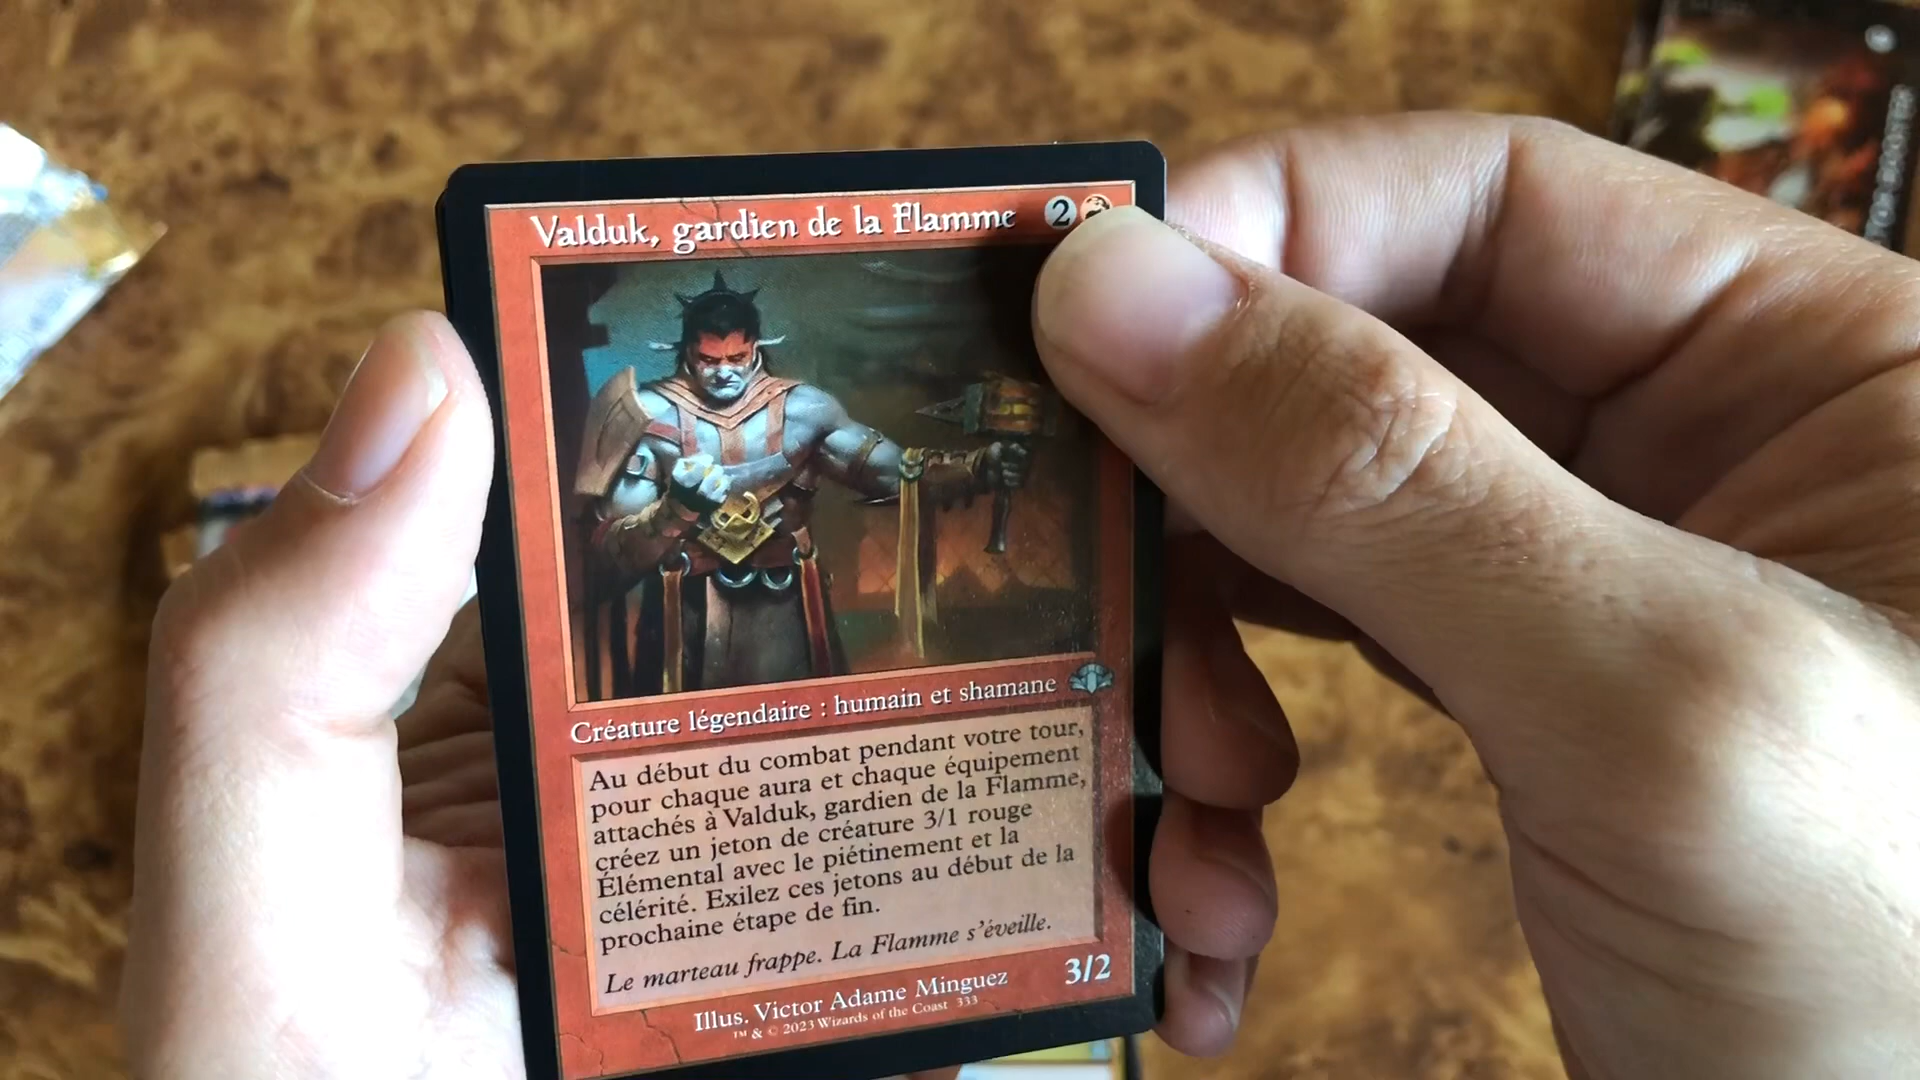 Valduk, gardien de la Flamme 2
Créature légendaire : humain et shamane
Au début du combat pendant votre tour,
pour chaque aura et chaque équipement
attachés à Valduk, gardien de la Flamme,
créez un jeton de créature 3/1 rouge
Élémental avec le piétinement et la
célérité. Exilez ces jetons au début de la
prochaine étape de fin.
Le marteau frappe. La Flamme s'éveille.
3/2
Illus. Victor Adame Minguez
™ & © 2023 Wizards of the Coast 333
BOOSTER